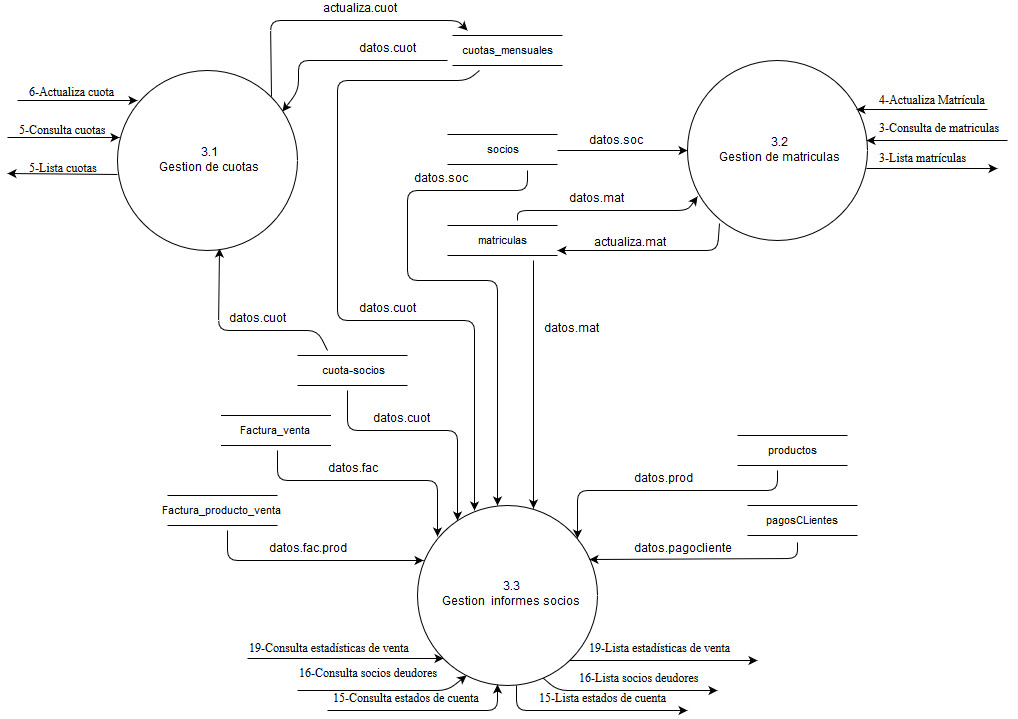 actualiza.cuot
datos.cuot
cuotas_mensuales
6-Actualiza cuota
5-Consulta cuotas
5-Lista cuotas
3.1
Gestion de cuotas
4-Actualiza Matrícula
3-Consulta de matriculas
3-Lista matrículas
3.2
Gestion de matriculas
socios
datos.soc
datos.soc
datos.mat
matriculas
actualiza.mat
datos.cuot
datos.cuot
datos.mat
cuota-socios
datos.cuot
Factura_venta
datos.fac
Factura_producto_venta
datos.fac.prod
productos
datos.prod
pagosCLientes
datos.pagocliente
3.3
Gestion informes socios
19-Consulta estadísticas de venta
16-Consulta socios deudores
15-Consulta estados de cuenta
19-Lista estadísticas de venta
16-Lista socios deudores
15-Lista estados de cuenta